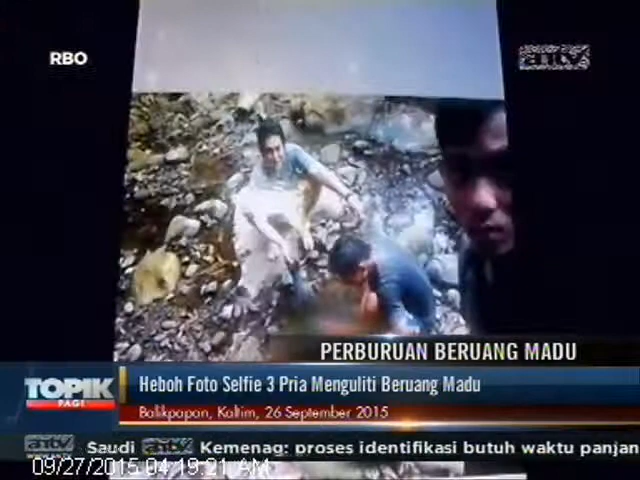 RBO
antv
PERBURUAN BERUANG MADU
TOPIK
PAGI
Heboh Foto Selfie 3 Pria Menguliti Beruang Madu
Balikpapan, Kaltim, 26 September 2015
antv Saudi antv Kemenag: proses identifikasi butuh waktu panjan
09/27/2015 04:19:21 AM